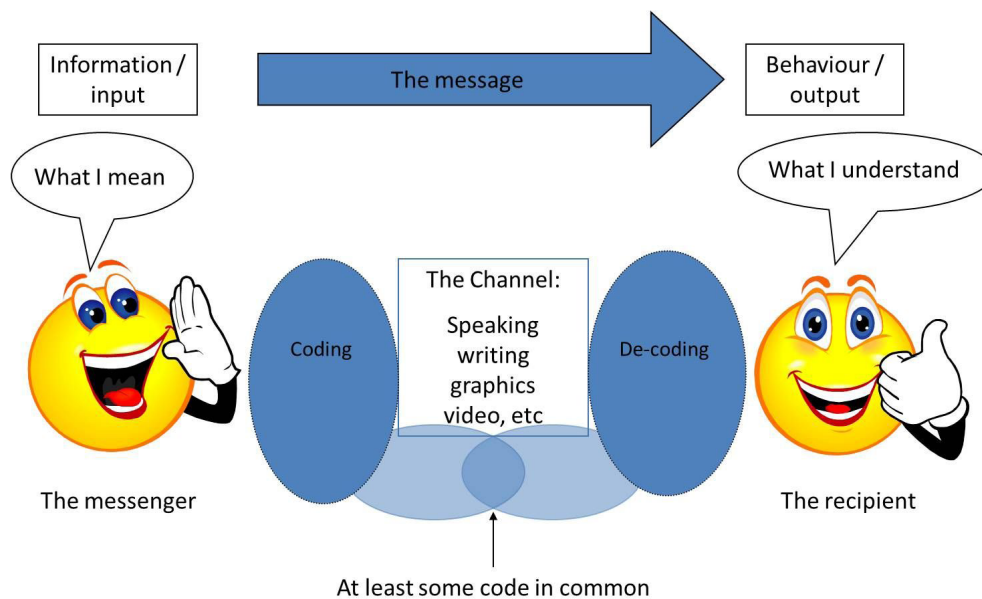 Information /
input
The message
Behaviour /
output
What I mean
What I understand
The Channel:
Speaking
writing
graphics
video, etc
Coding
De-coding
The messenger
The recipient
At least some code in common